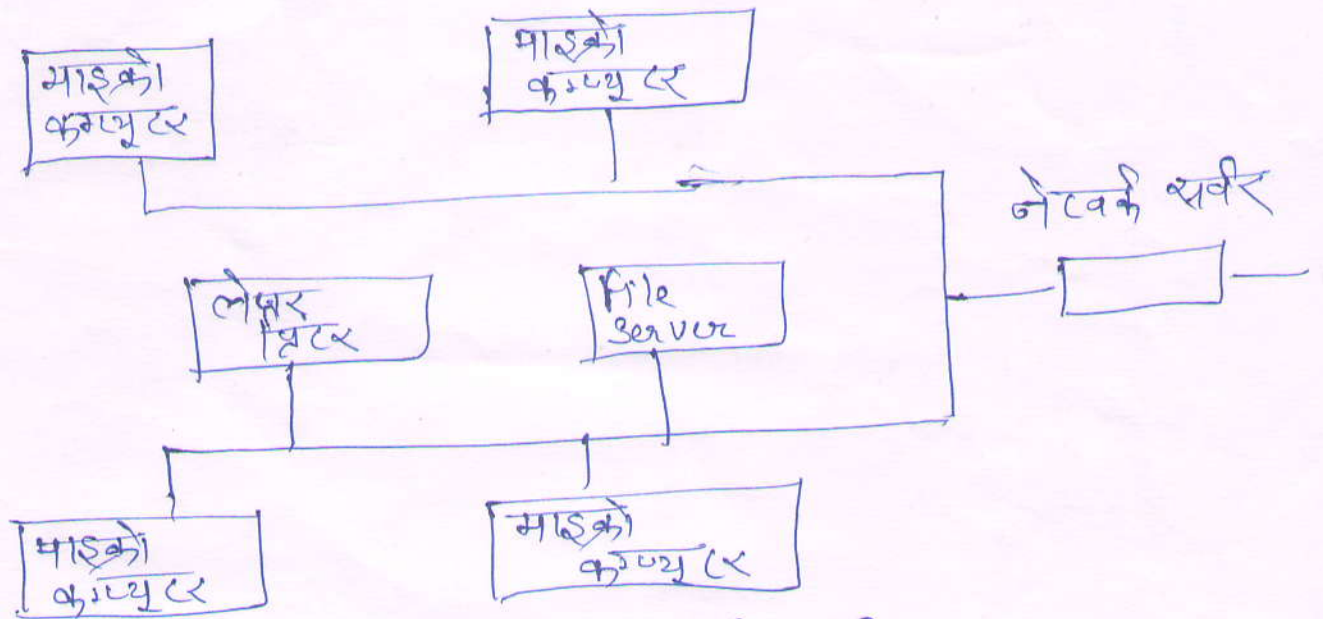 माइक्रो
कम्प्यूटर
माइक्रो
कम्प्यूटर
नेटवर्क सर्वर
लेजर
प्रिंटर
File
Server
माइक्रो
कम्प्यूटर
माइक्रो
कम्प्यूटर